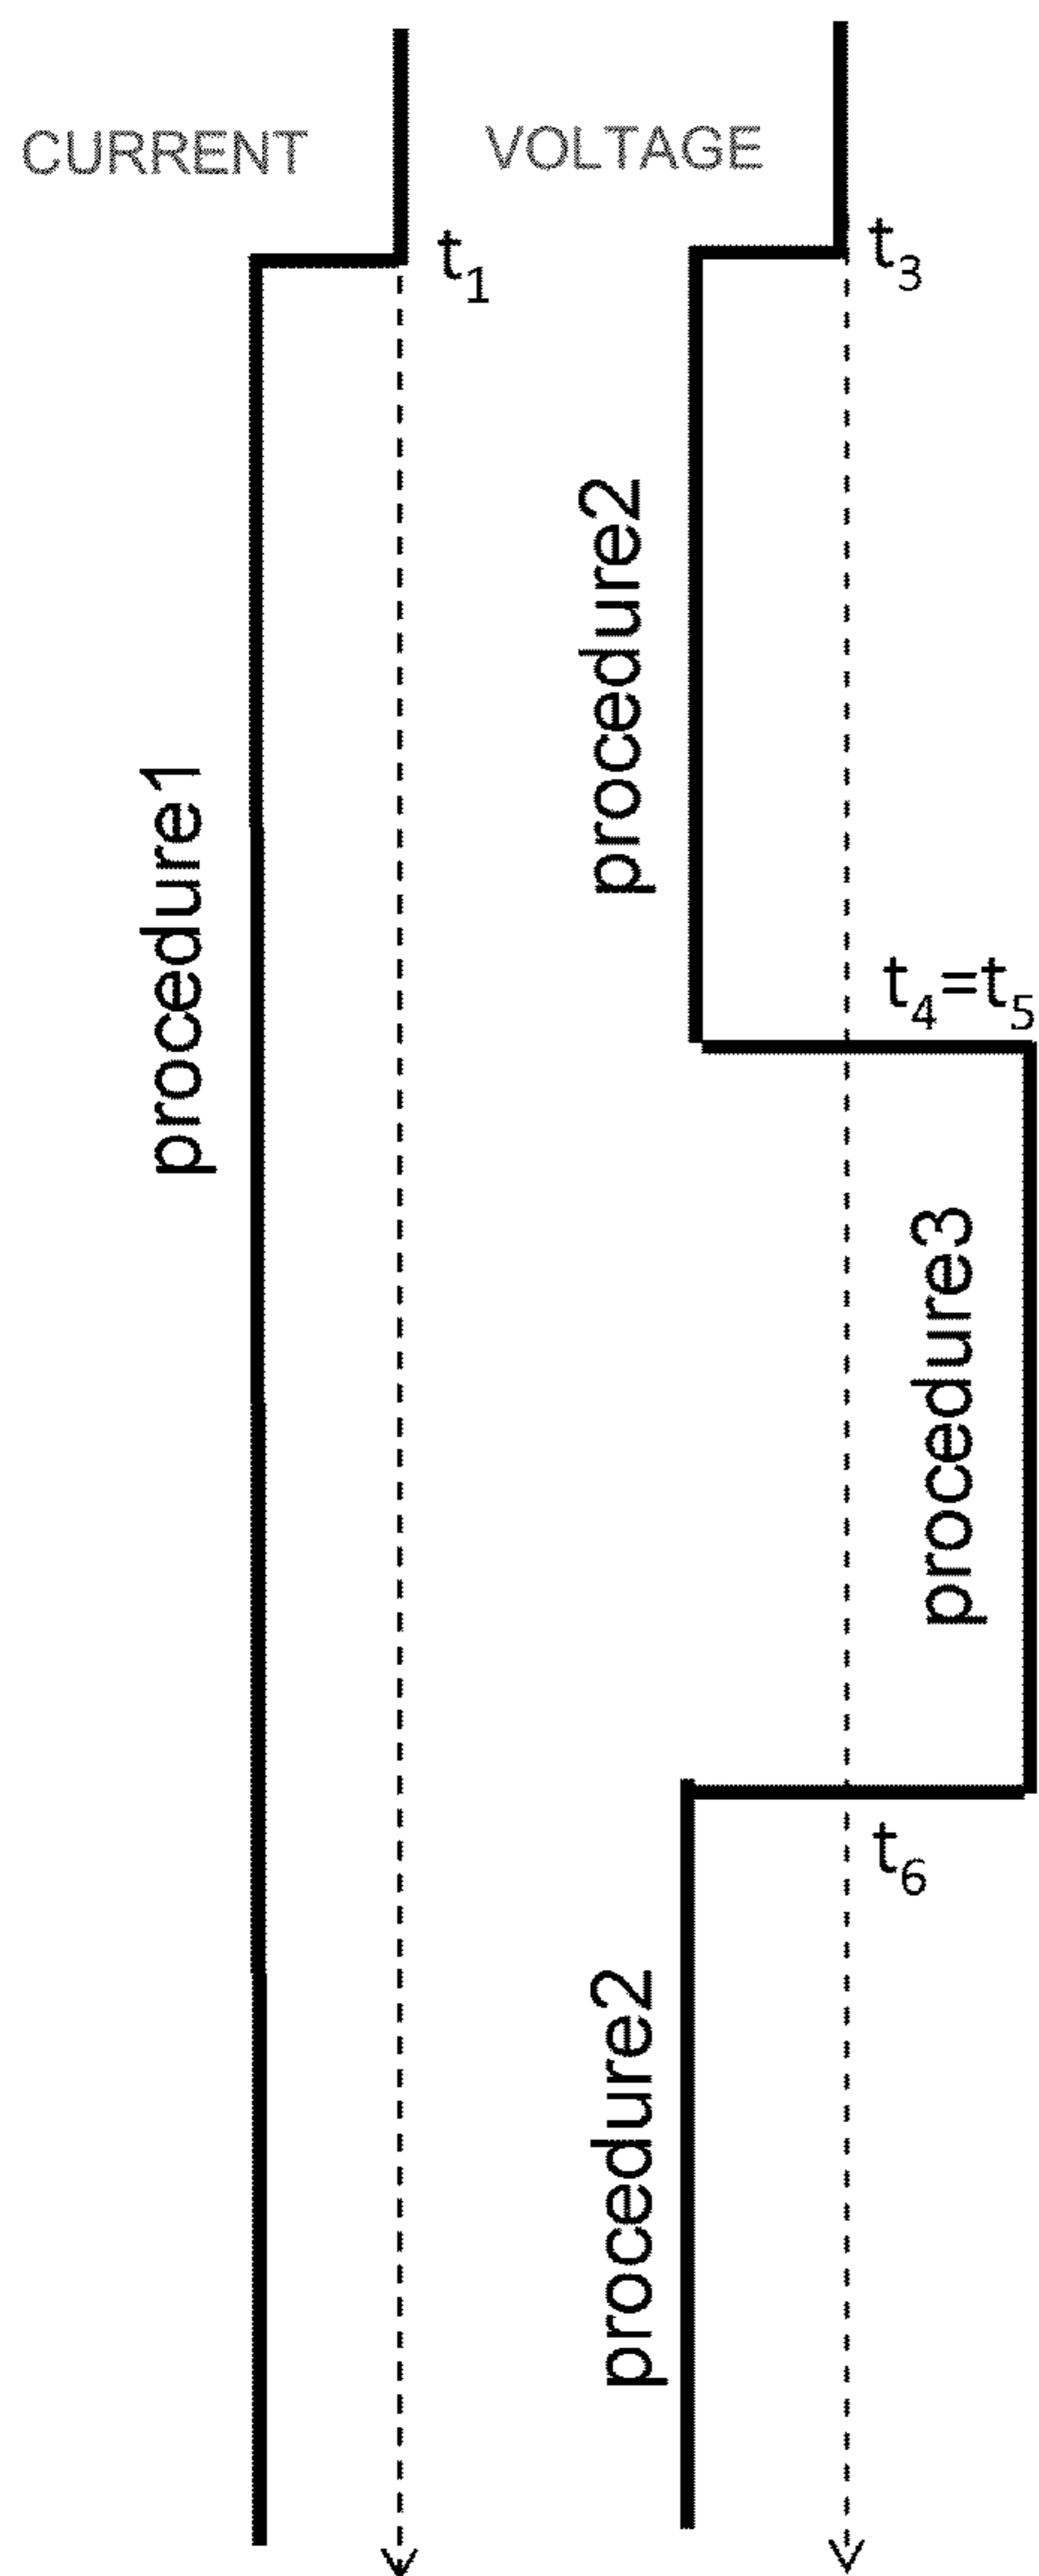 CURRENT
VOLTAGE
t₁
t₃
procedure2
procedure1
t₄=t₅
procedure3
t₆
procedure2